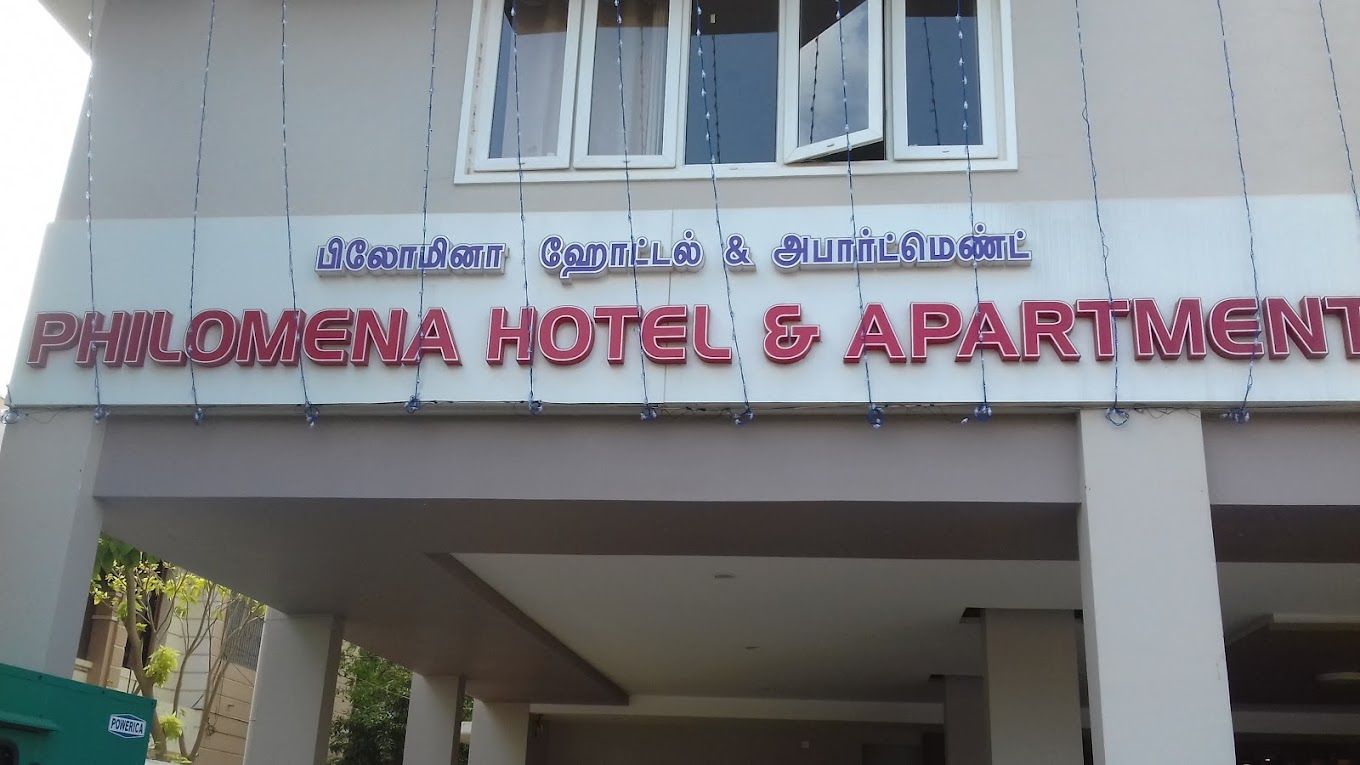 பிலோமினா ஹோட்டல் & அபார்ட்மெண்ட்
PHILOMENA HOTEL & APARTMENT
POWERICA